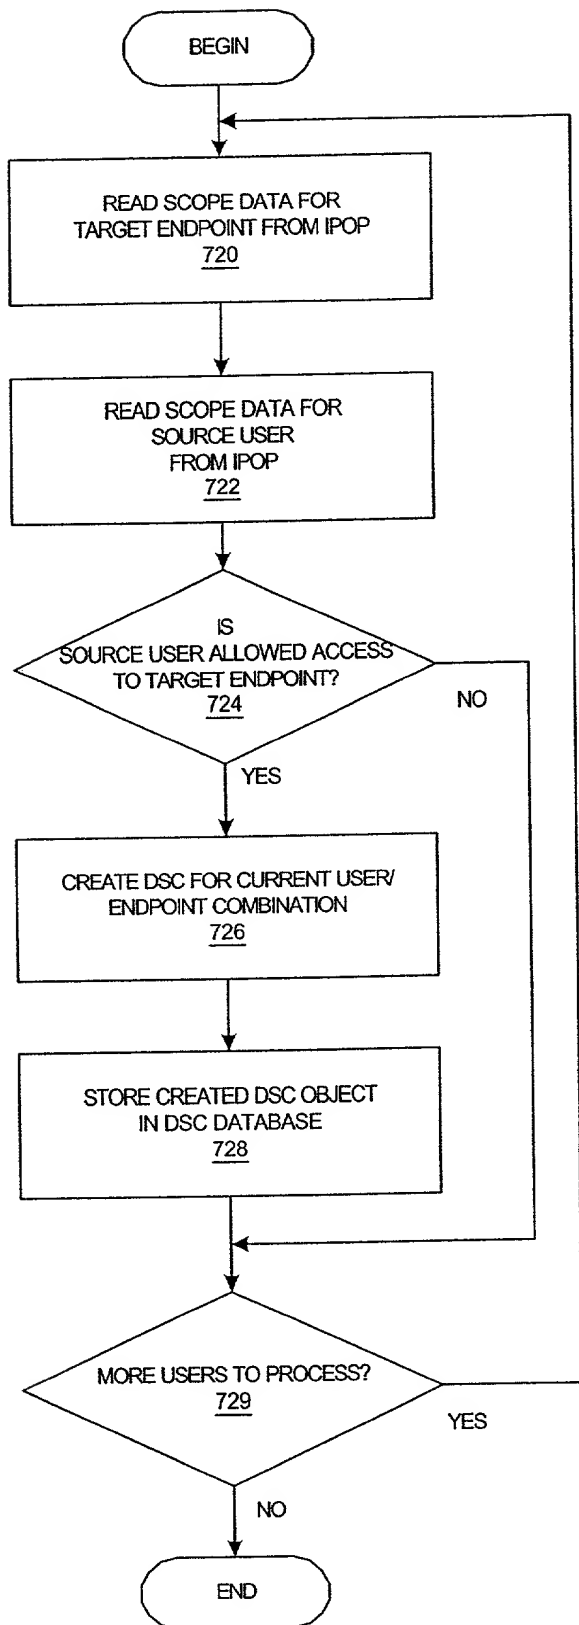 BEGIN
READ SCOPE DATA FOR
TARGET ENDPOINT FROM IPOP
720
READ SCOPE DATA FOR
SOURCE USER
FROM IPOP
722
IS
SOURCE USER ALLOWED ACCESS
TO TARGET ENDPOINT?
724
NO
YES
CREATE DSC FOR CURRENT USER/
ENDPOINT COMBINATION
726
STORE CREATED DSC OBJECT
IN DSC DATABASE
728
MORE USERS TO PROCESS?
729
YES
NO
END